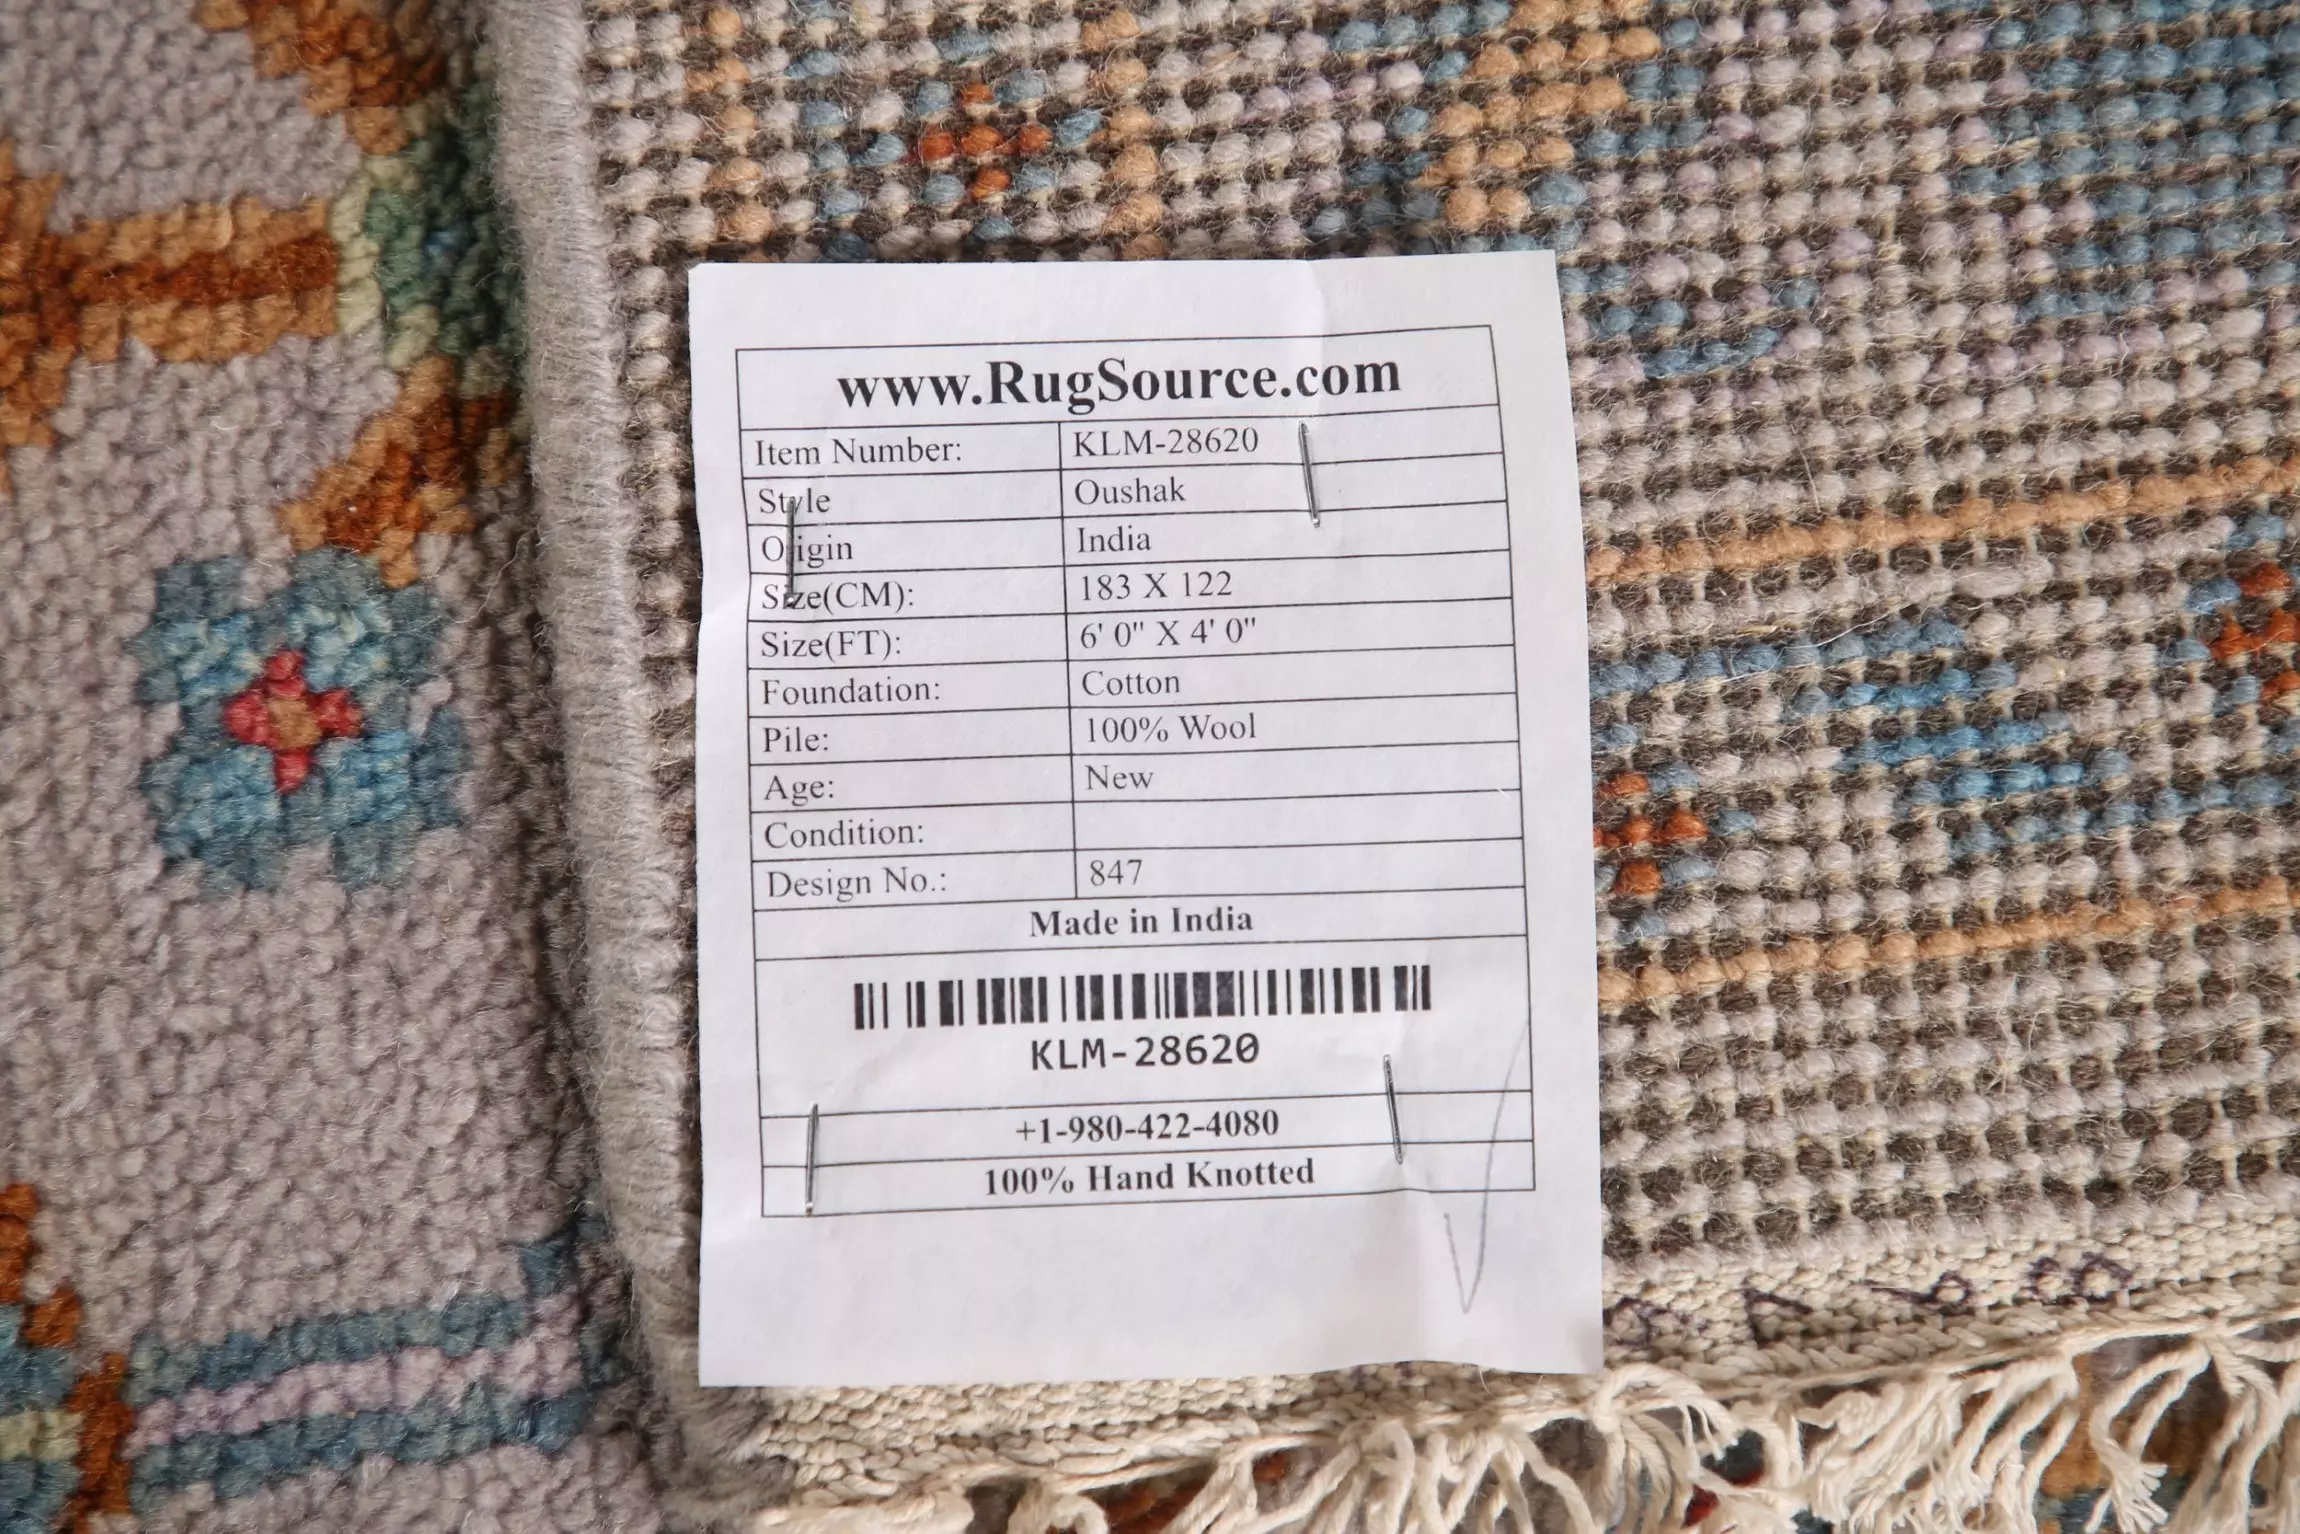 www.RugSource.com
Item Number: KLM-28620
Style Oushak
Origin India
Size(CM): 183 X 122
Size(FT): 6' 0" X 4' 0"
Foundation: Cotton
Pile: 100% Wool
Age: New
Condition:
Design No.: 847
Made in India
KLM-28620
+1-980-422-4080
100% Hand Knotted